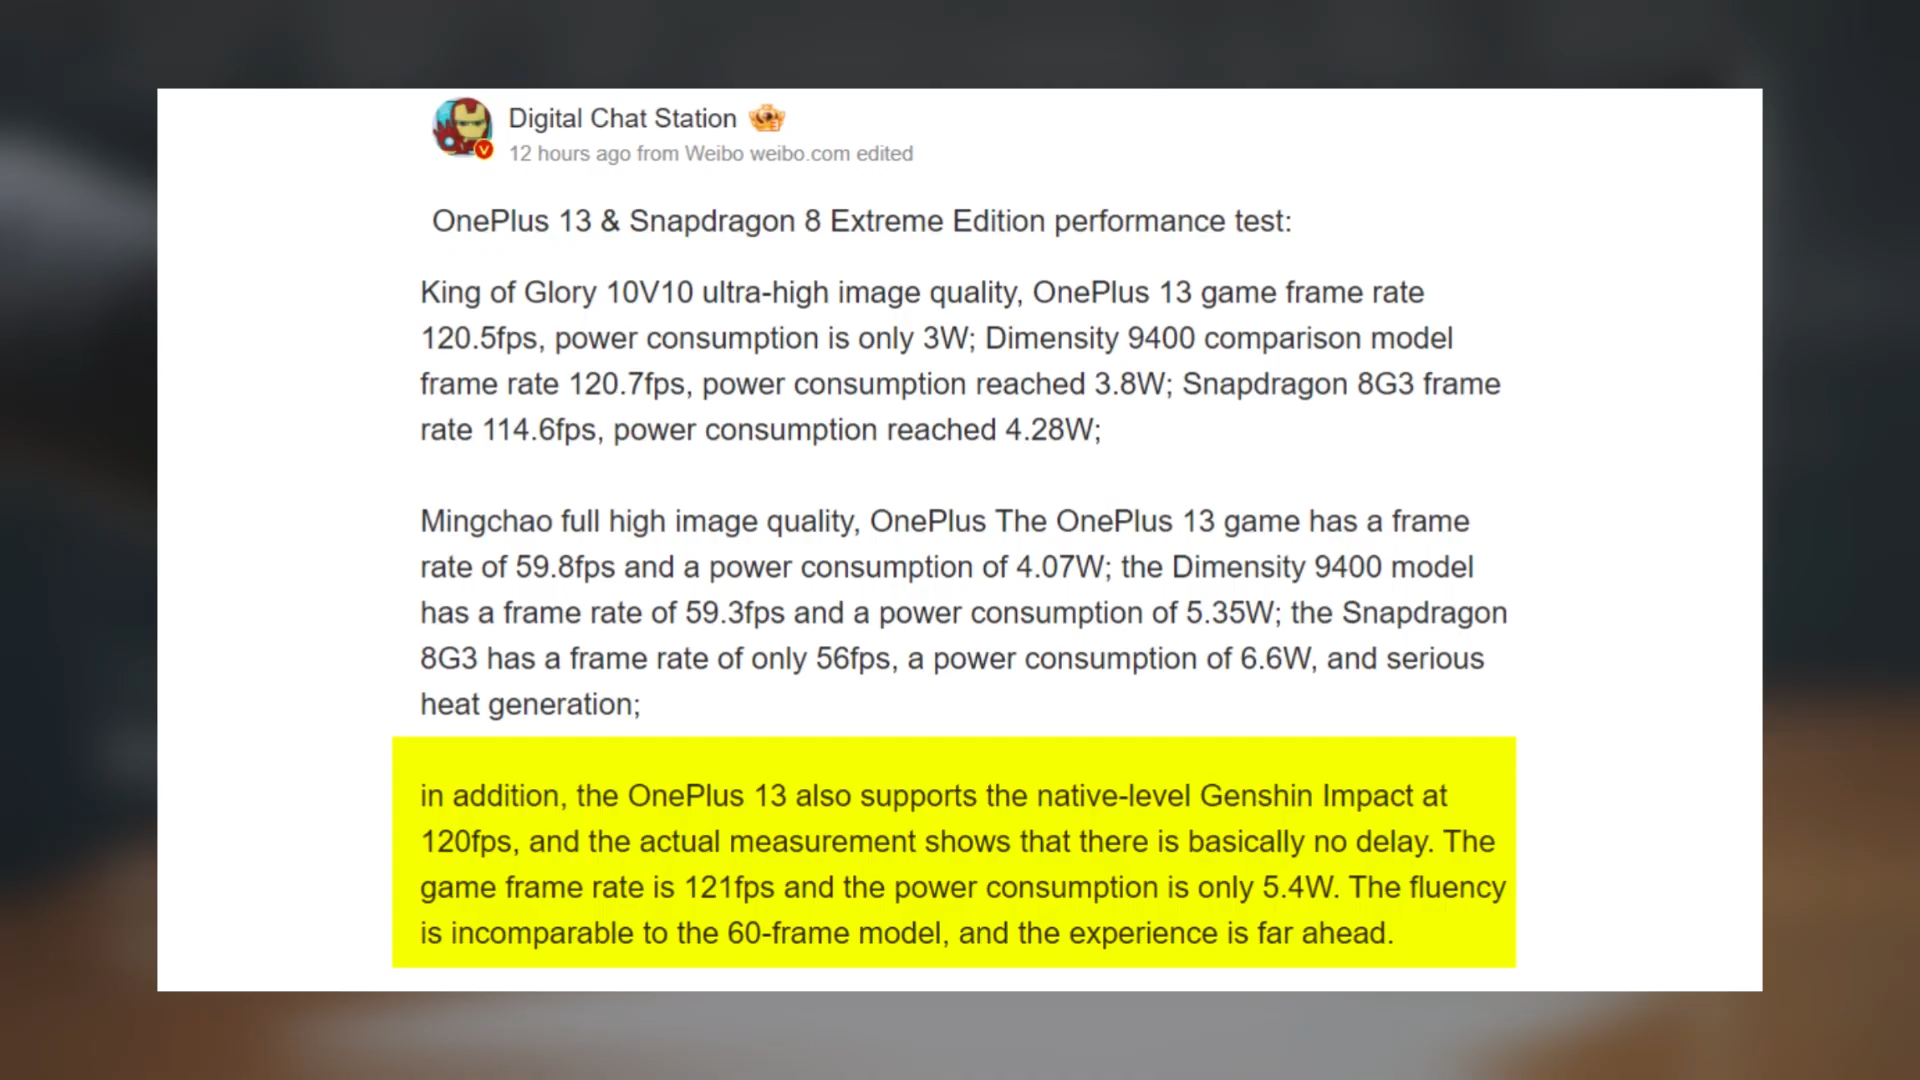 Digital Chat Station
12 hours ago from Weibo weibo.com edited
OnePlus 13 & Snapdragon 8 Extreme Edition performance test:
King of Glory 10V10 ultra-high image quality, OnePlus 13 game frame rate
120.5fps, power consumption is only 3W; Dimensity 9400 comparison model
frame rate 120.7fps, power consumption reached 3.8W; Snapdragon 8G3 frame
rate 114.6fps, power consumption reached 4.28W;
Mingchao full high image quality, OnePlus The OnePlus 13 game has a frame
rate of 59.8fps and a power consumption of 4.07W; the Dimensity 9400 model
has a frame rate of 59.3fps and a power consumption of 5.35W; the Snapdragon
8G3 has a frame rate of only 56fps, a power consumption of 6.6W, and serious
heat generation;
in addition, the OnePlus 13 also supports the native-level Genshin Impact at
120fps, and the actual measurement shows that there is basically no delay. The
game frame rate is 121fps and the power consumption is only 5.4W. The fluency
is incomparable to the 60-frame model, and the experience is far ahead.